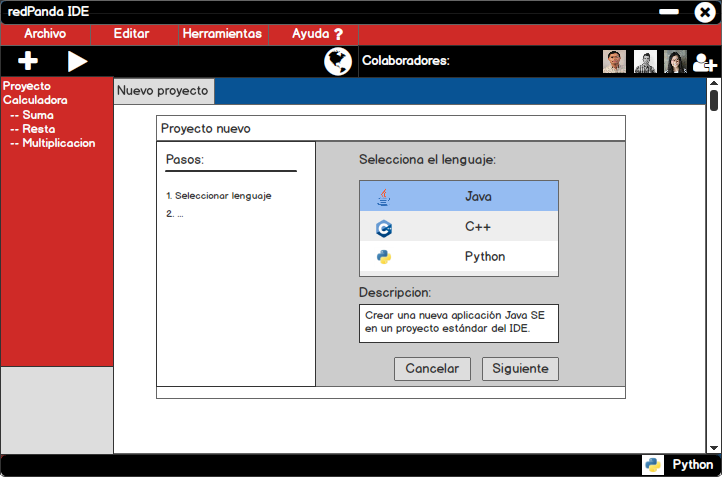 redPanda IDE
Archivo Editar Herramientas Ayuda ?
Colaboradores:
Proyecto
Calculadora
-- Suma
-- Resta
-- Multiplicacion
Nuevo proyecto
Proyecto nuevo
Pasos:
1. Seleccionar lenguaje
2. ...
Selecciona el lenguaje:
Java
C++
Python
Descripcion:
Crear una nueva aplicación Java SE
en un proyecto estándar del IDE.
Cancelar Siguiente
Python